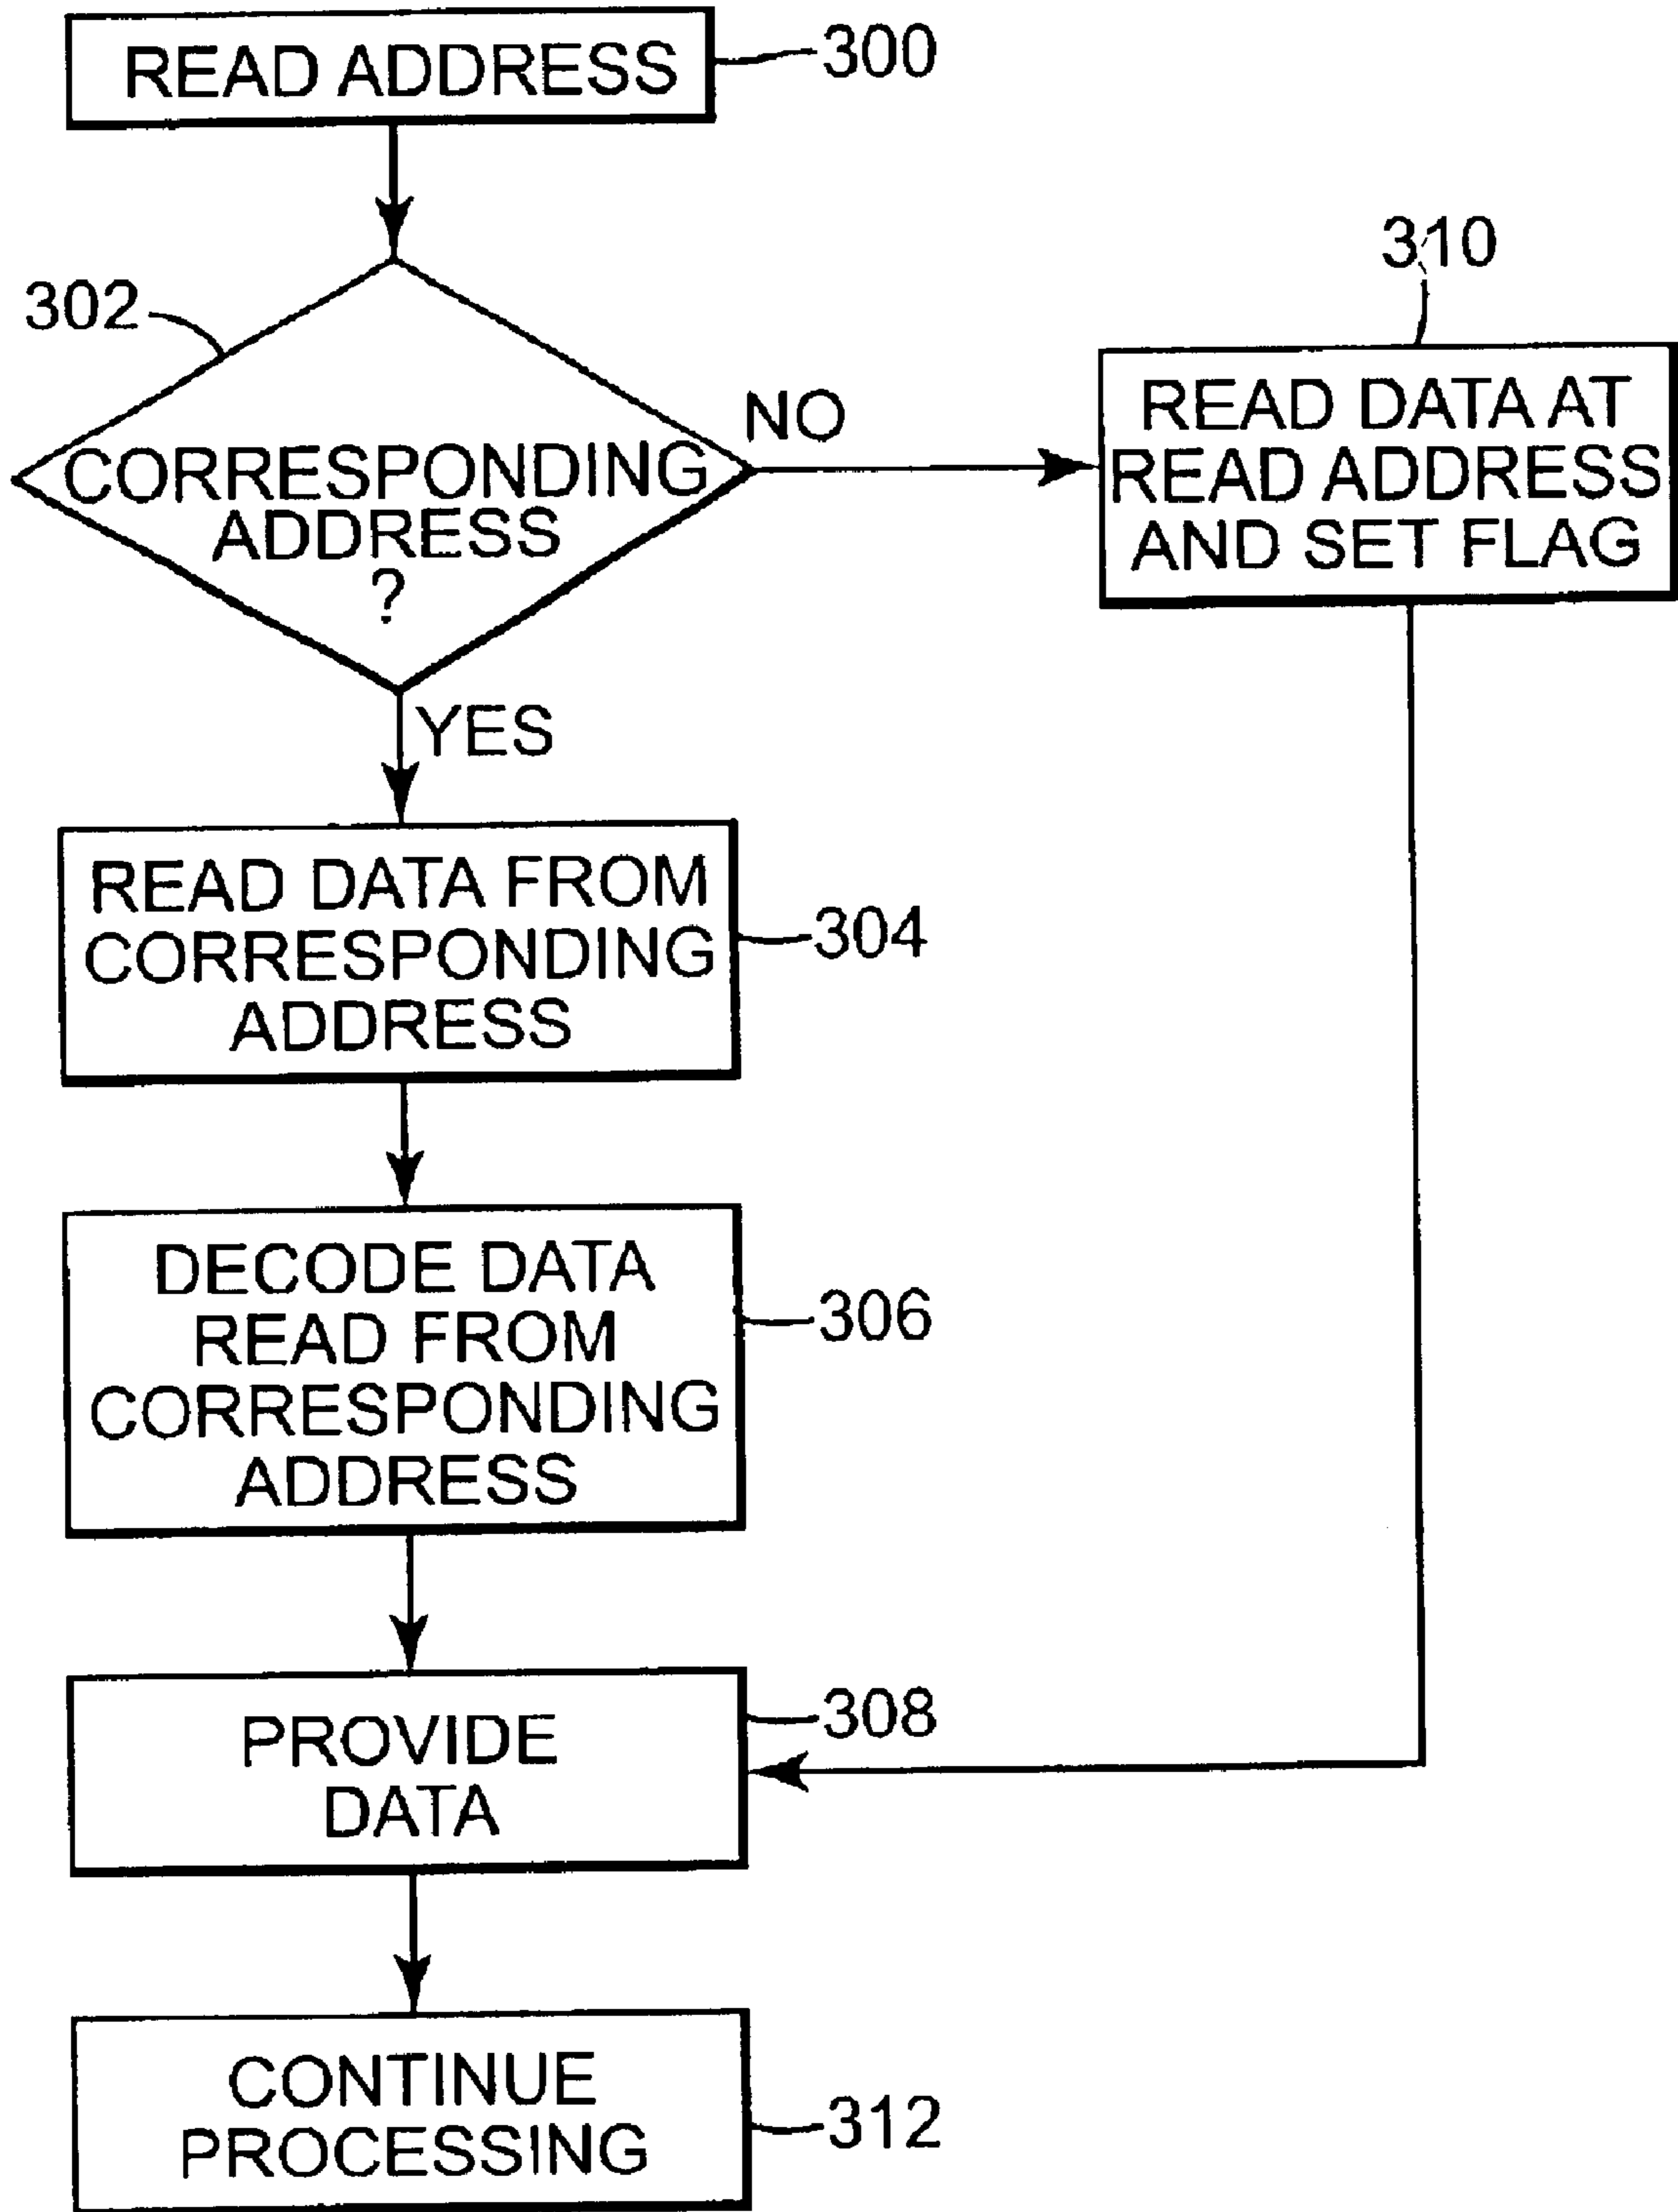 READ ADDRESS
300
302
CORRESPONDING
ADDRESS
?
NO
310
READ DATA AT
READ ADDRESS
AND SET FLAG
YES
READ DATA FROM
CORRESPONDING
ADDRESS
304
DECODE DATA
READ FROM
CORRESPONDING
ADDRESS
306
PROVIDE
DATA
308
CONTINUE
PROCESSING
312